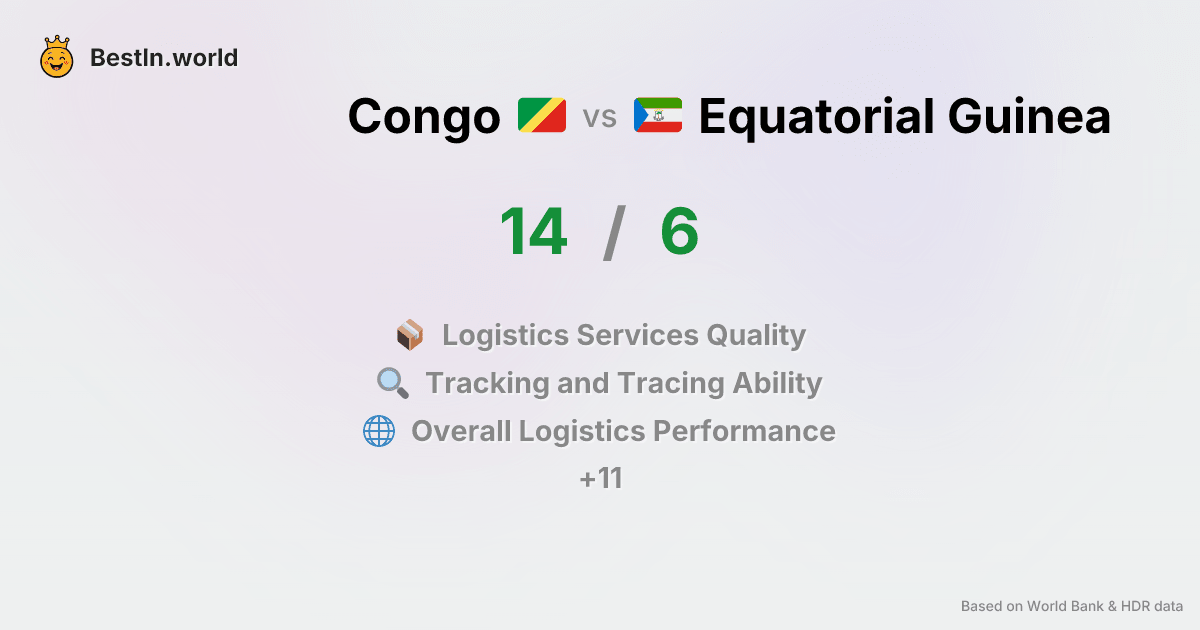 BestIn.world
Congo vs Equatorial Guinea
14 / 6
Logistics Services Quality
Tracking and Tracing Ability
Overall Logistics Performance
+11
Based on World Bank & HDR data